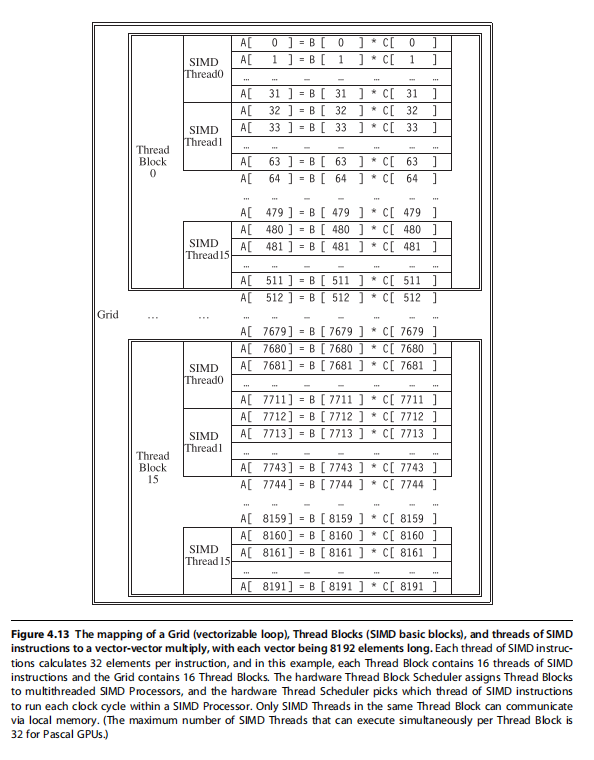 A[ 0 ] = B [ 0 ] * C[ 0 ]
SIMD Thread0
A[ 1 ] = B [ 1 ] * C[ 1 ]
… … … … … …
A[ 31 ] = B [ 31 ] * C[ 31 ]
A[ 32 ] = B [ 32 ] * C[ 32 ]
SIMD Thread1
A[ 33 ] = B [ 33 ] * C[ 33 ]
… … … … … …
Thread Block 0
A[ 63 ] = B [ 63 ] * C[ 63 ]
A[ 64 ] = B [ 64 ] * C[ 64 ]
… … … … … …
A[ 479 ] = B [ 479 ] * C[ 479 ]
A[ 480 ] = B [ 480 ] * C[ 480 ]
SIMD Thread15
A[ 481 ] = B [ 481 ] * C[ 481 ]
… … … … … …
A[ 511 ] = B [ 511 ] * C[ 511 ]
A[ 512 ] = B [ 512 ] * C[ 512 ]
Grid … … … … … … … …
A[ 7679 ] = B [ 7679 ] * C[ 7679 ]
A[ 7680 ] = B [ 7680 ] * C[ 7680 ]
SIMD Thread0
A[ 7681 ] = B [ 7681 ] * C[ 7681 ]
… … … … … …
A[ 7711 ] = B [ 7711 ] * C[ 7711 ]
A[ 7712 ] = B [ 7712 ] * C[ 7712 ]
SIMD Thread1
A[ 7713 ] = B [ 7713 ] * C[ 7713 ]
… … … … … …
Thread Block 15
A[ 7743 ] = B [ 7743 ] * C[ 7743 ]
A[ 7744 ] = B [ 7744 ] * C[ 7744 ]
… … … … … …
A[ 8159 ] = B [ 8159 ] * C[ 8159 ]
A[ 8160 ] = B [ 8160 ] * C[ 8160 ]
SIMD Thread15
A[ 8161 ] = B [ 8161 ] * C[ 8161 ]
… … … … … …
A[ 8191 ] = B [ 8191 ] * C[ 8191 ]
Figure 4.13 The mapping of a Grid (vectorizable loop), Thread Blocks (SIMD basic blocks), and threads of SIMD
instructions to a vector-vector multiply, with each vector being 8192 elements long. Each thread of SIMD instruc-
tions calculates 32 elements per instruction, and in this example, each Thread Block contains 16 threads of SIMD
instructions and the Grid contains 16 Thread Blocks. The hardware Thread Block Scheduler assigns Thread Blocks
to multithreaded SIMD Processors, and the hardware Thread Scheduler picks which thread of SIMD instructions
to run each clock cycle within a SIMD Processor. Only SIMD Threads in the same Thread Block can communicate
via local memory. (The maximum number of SIMD Threads that can execute simultaneously per Thread Block is
32 for Pascal GPUs.)